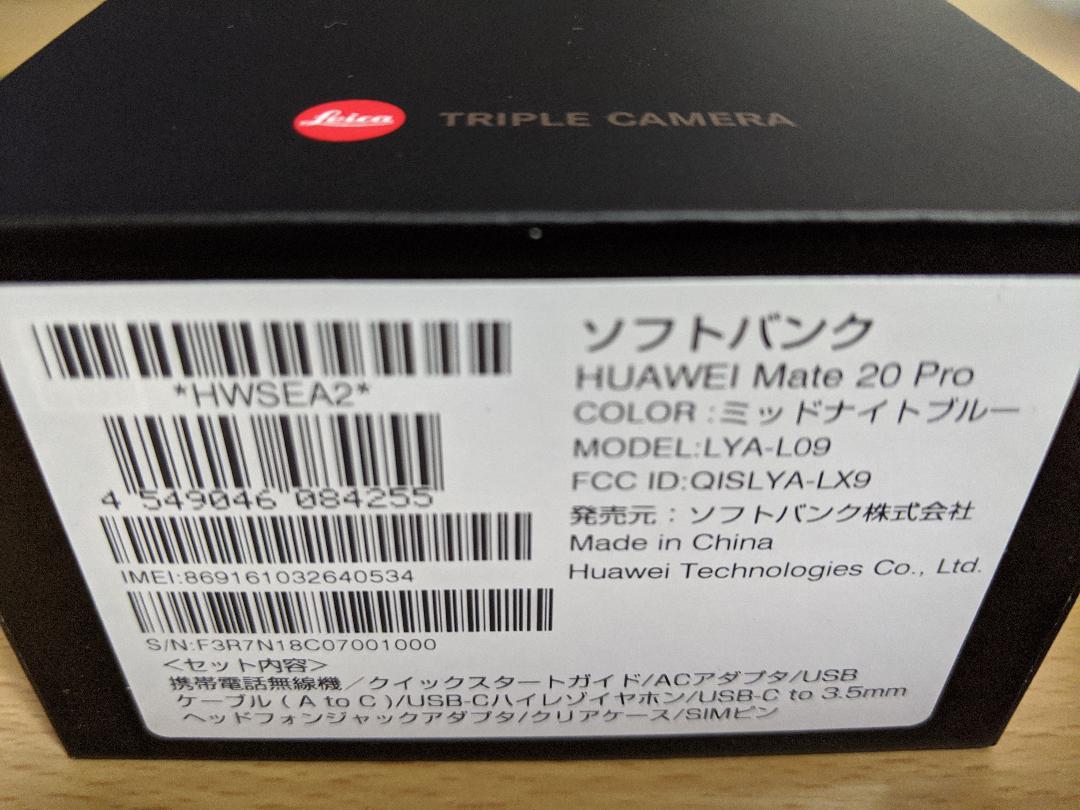 Leica TRIPLE CAMERA
*HWSEA2*
4 549046 084255
IMEI:869161032640534
S/N:F3R7N18C07001000
ソフトバンク
HUAWEI Mate 20 Pro
COLOR :ミッドナイトブルー
MODEL:LYA-L09
FCC ID:QISLYA-LX9
発売元：ソフトバンク株式会社
Made in China
Huawei Technologies Co., Ltd.
<セット内容>
携帯電話無線機／クイックスタートガイド/ACアダプタ/USB
ケーブル ( A to C )/USB-Cハイレゾイヤホン/USB-C to 3.5mm
ヘッドフォンジャックアダプタ/クリアケース/SIMピン